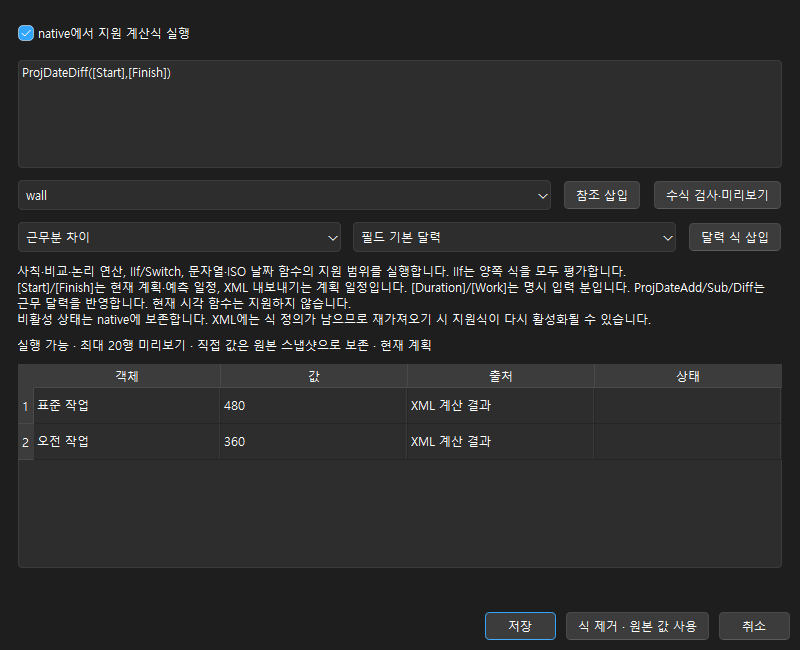 native에서 지원 계산식 실행
ProjDateDiff([Start],[Finish])
wall
참조 삽입
수식 검사·미리보기
근무분 차이
필드 기본 달력
달력 식 삽입
사칙·비교·논리 연산, IIf/Switch, 문자열·ISO 날짜 함수의 지원 범위를 실행합니다. IIf는 양쪽 식을 모두 평가합니다.
[Start]/[Finish]는 현재 계획·예측 일정, XML 내보내기는 계획 일정입니다. [Duration]/[Work]는 명시 입력 분입니다. ProjDateAdd/Sub/Diff는
근무 달력을 반영합니다. 현재 시각 함수는 지원하지 않습니다.
비활성 상태는 native에 보존합니다. XML에는 식 정의가 남으므로 재가져오기 시 지원식이 다시 활성화될 수 있습니다.
실행 가능 · 최대 20행 미리보기 · 직접 값은 원본 스냅샷으로 보존 · 현재 계획
객체 값 출처 상태
1 표준 작업 480 XML 계산 결과
2 오전 작업 360 XML 계산 결과
저장
식 제거 · 원본 값 사용
취소